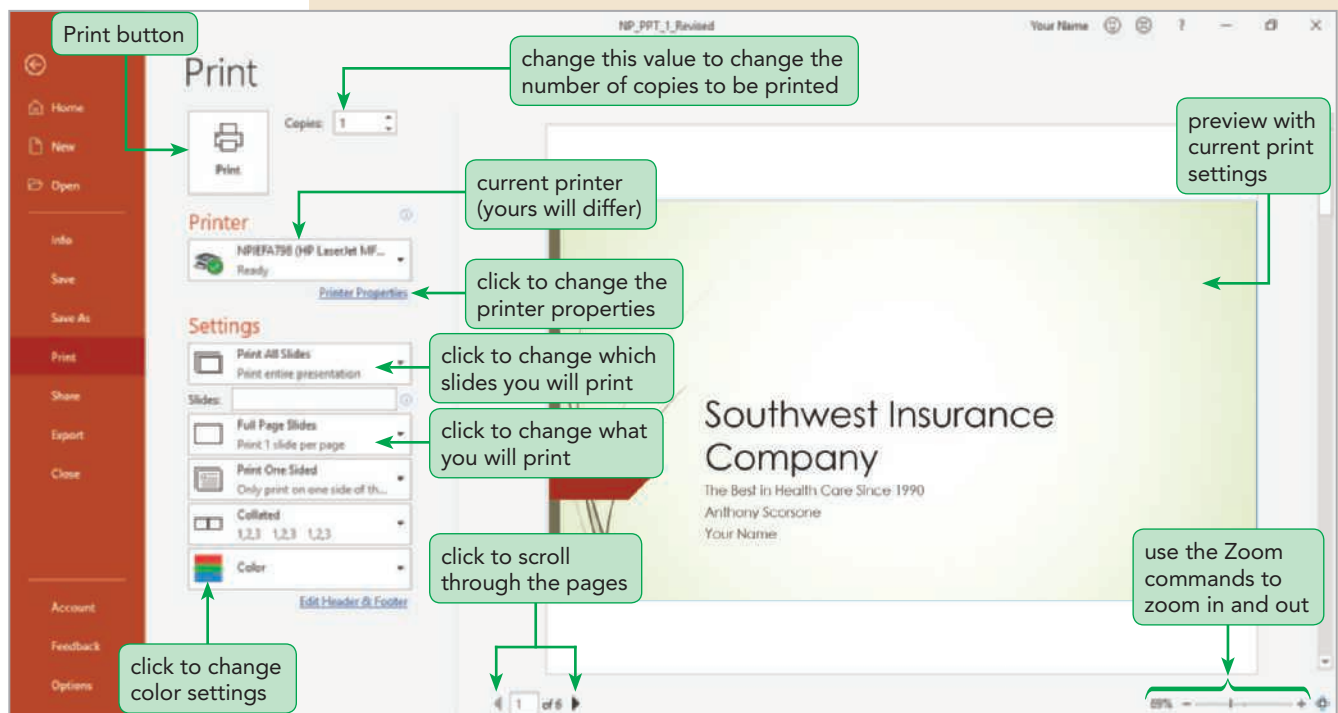 NP_PPT_1_Revised
Your Name
?
Print button
Print
Home
New
Open
Info
Save
Save As
Print
Share
Export
Close
Account
Feedback
Options
Copies: 1
Print
change this value to change the
number of copies to be printed
Printer
NPIEFA798 (HP LaserJet MF...
Ready
current printer
(yours will differ)
Printer Properties
click to change the
printer properties
Settings
Print All Slides
Print entire presentation
click to change which
slides you will print
Slides:
Full Page Slides
Print 1 slide per page
click to change what
you will print
Print One Sided
Only print on one side of th...
Collated
1,2,3 1,2,3 1,2,3
Color
Edit Header & Footer
click to change
color settings
click to scroll
through the pages
1 of 6
preview with
current print
settings
Southwest Insurance
Company
The Best in Health Care Since 1990
Anthony Scorsone
Your Name
use the Zoom
commands to
zoom in and out
69%